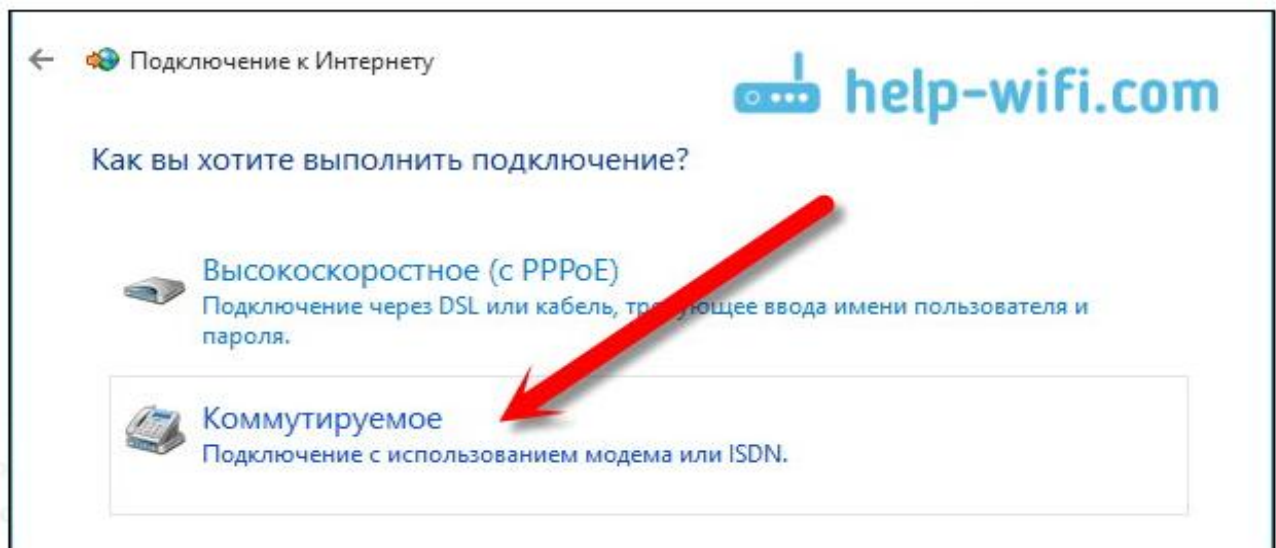 Подключение к Интернету
help-wifi.com
Как вы хотите выполнить подключение?
Высокоскоростное (с PPPoE)
Подключение через DSL или кабель, требующее ввода имени пользователя и
пароля.
Коммутируемое
Подключение с использованием модема или ISDN.